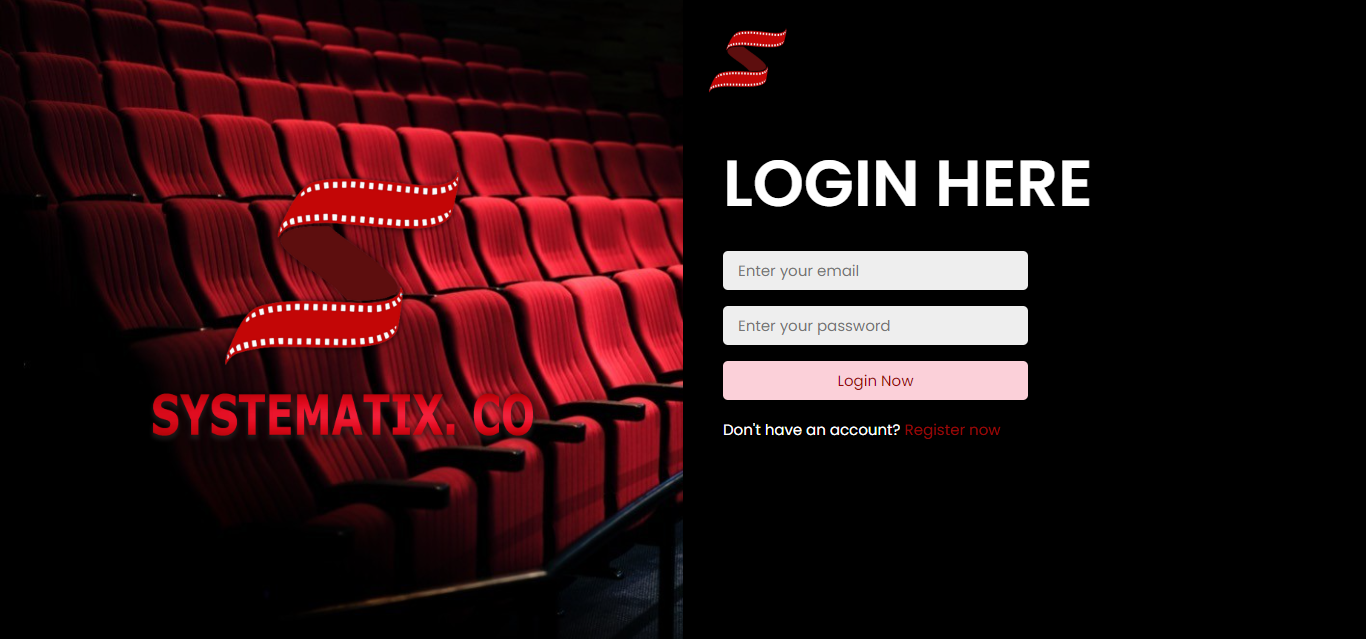 SYSTEMATIX. CO
LOGIN HERE
Enter your email
Enter your password
Login Now
Don't have an account? Register now